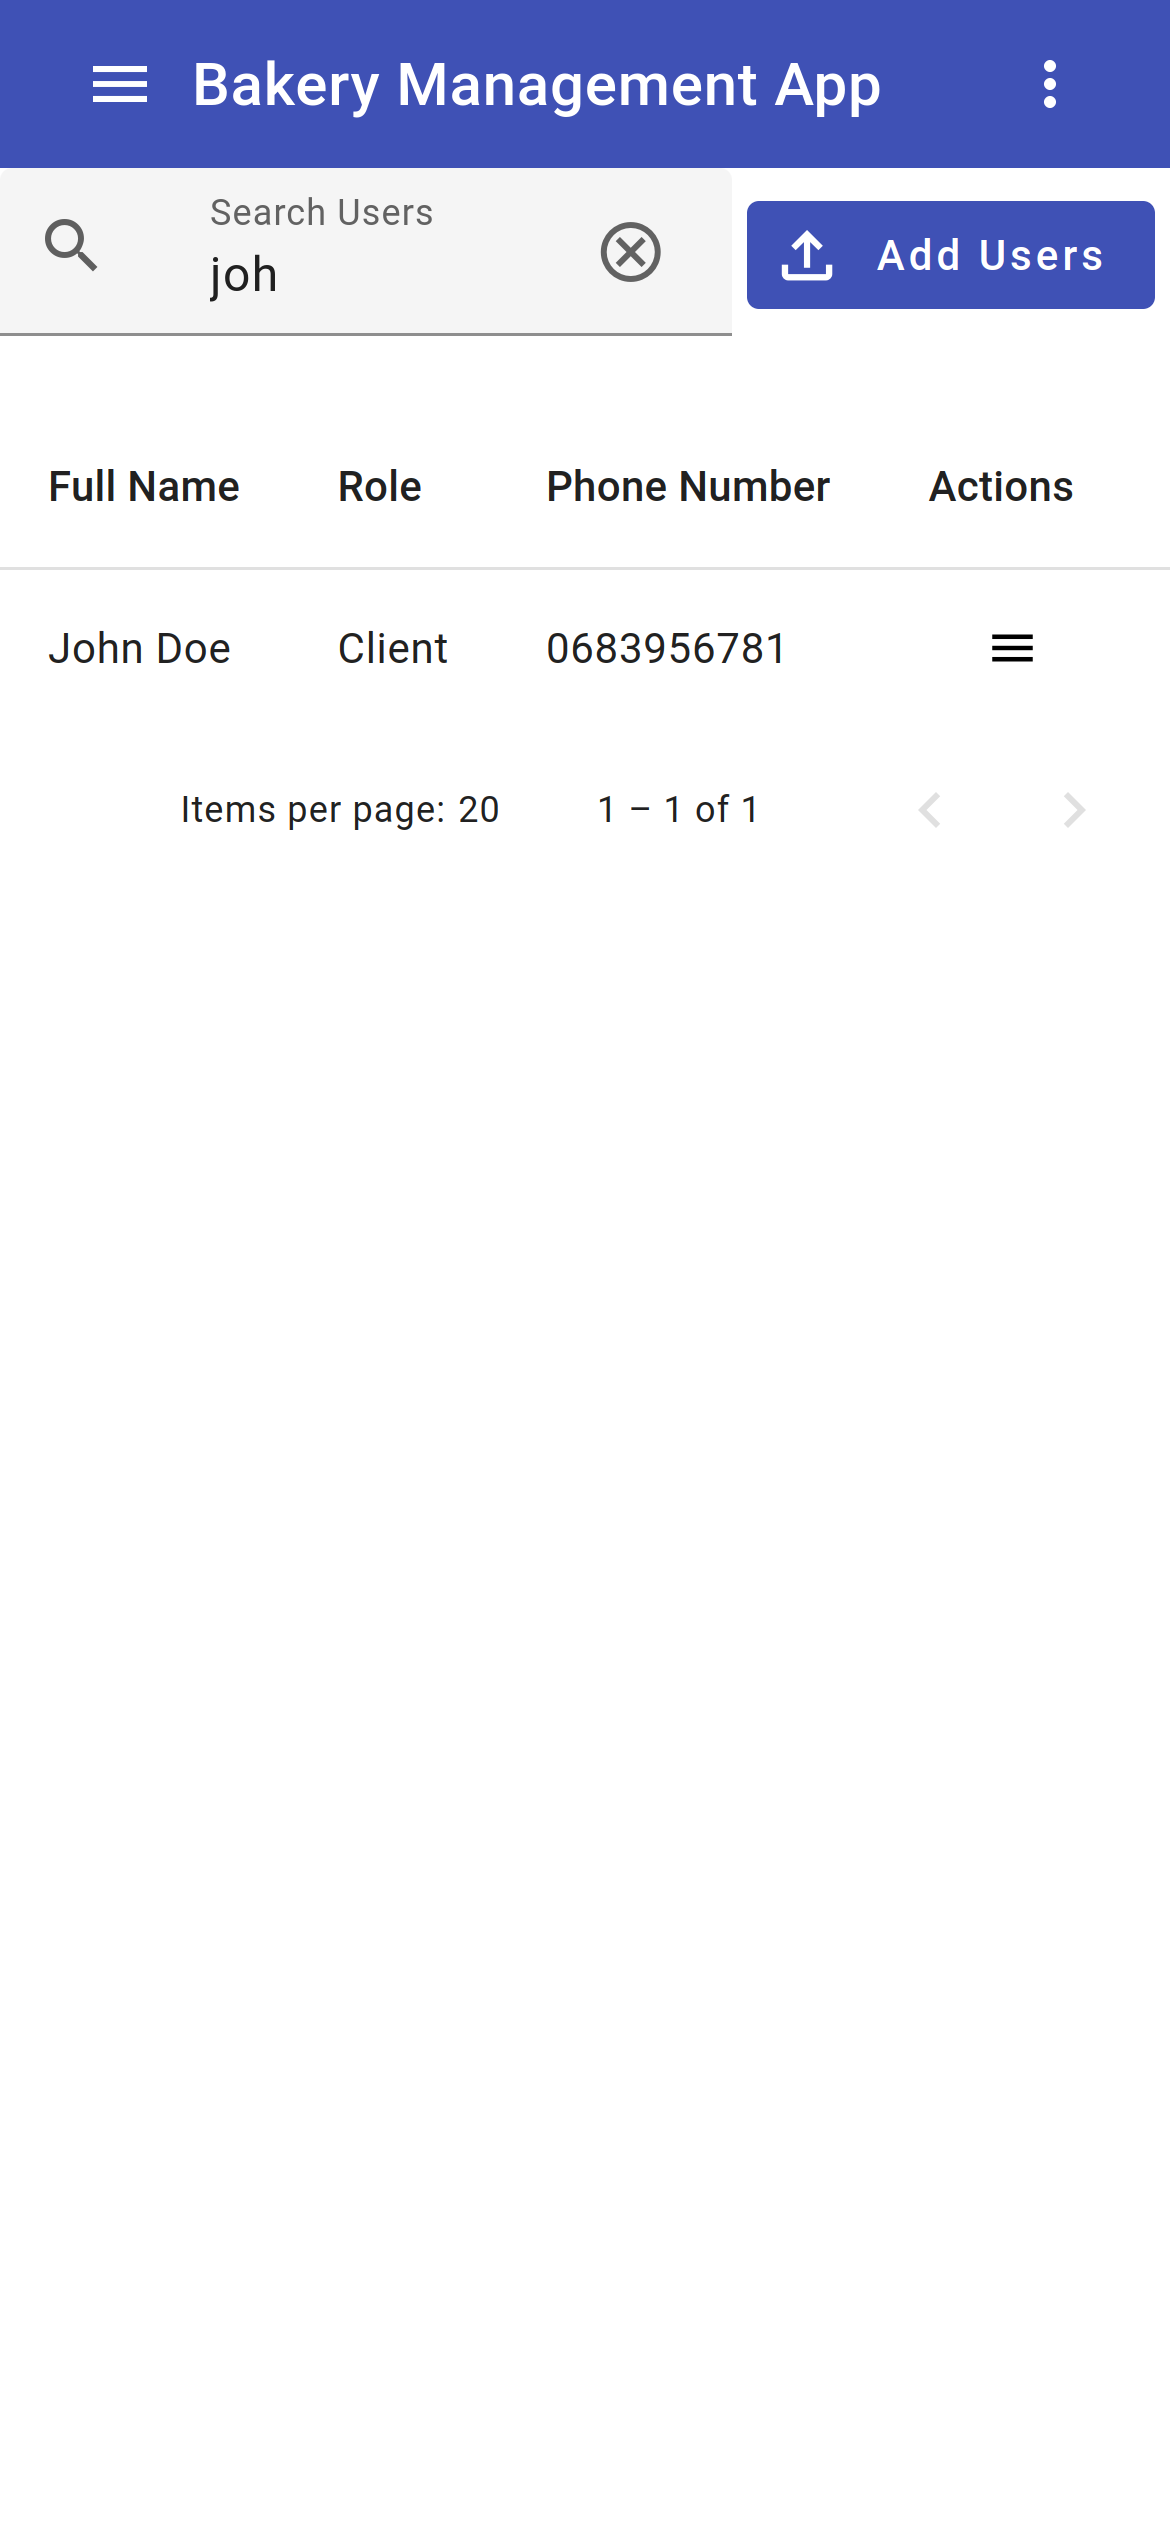 Bakery Management App
Search Users
joh
Add Users
Full Name Role Phone Number Actions
John Doe Client 0683956781
Items per page: 20 1 – 1 of 1